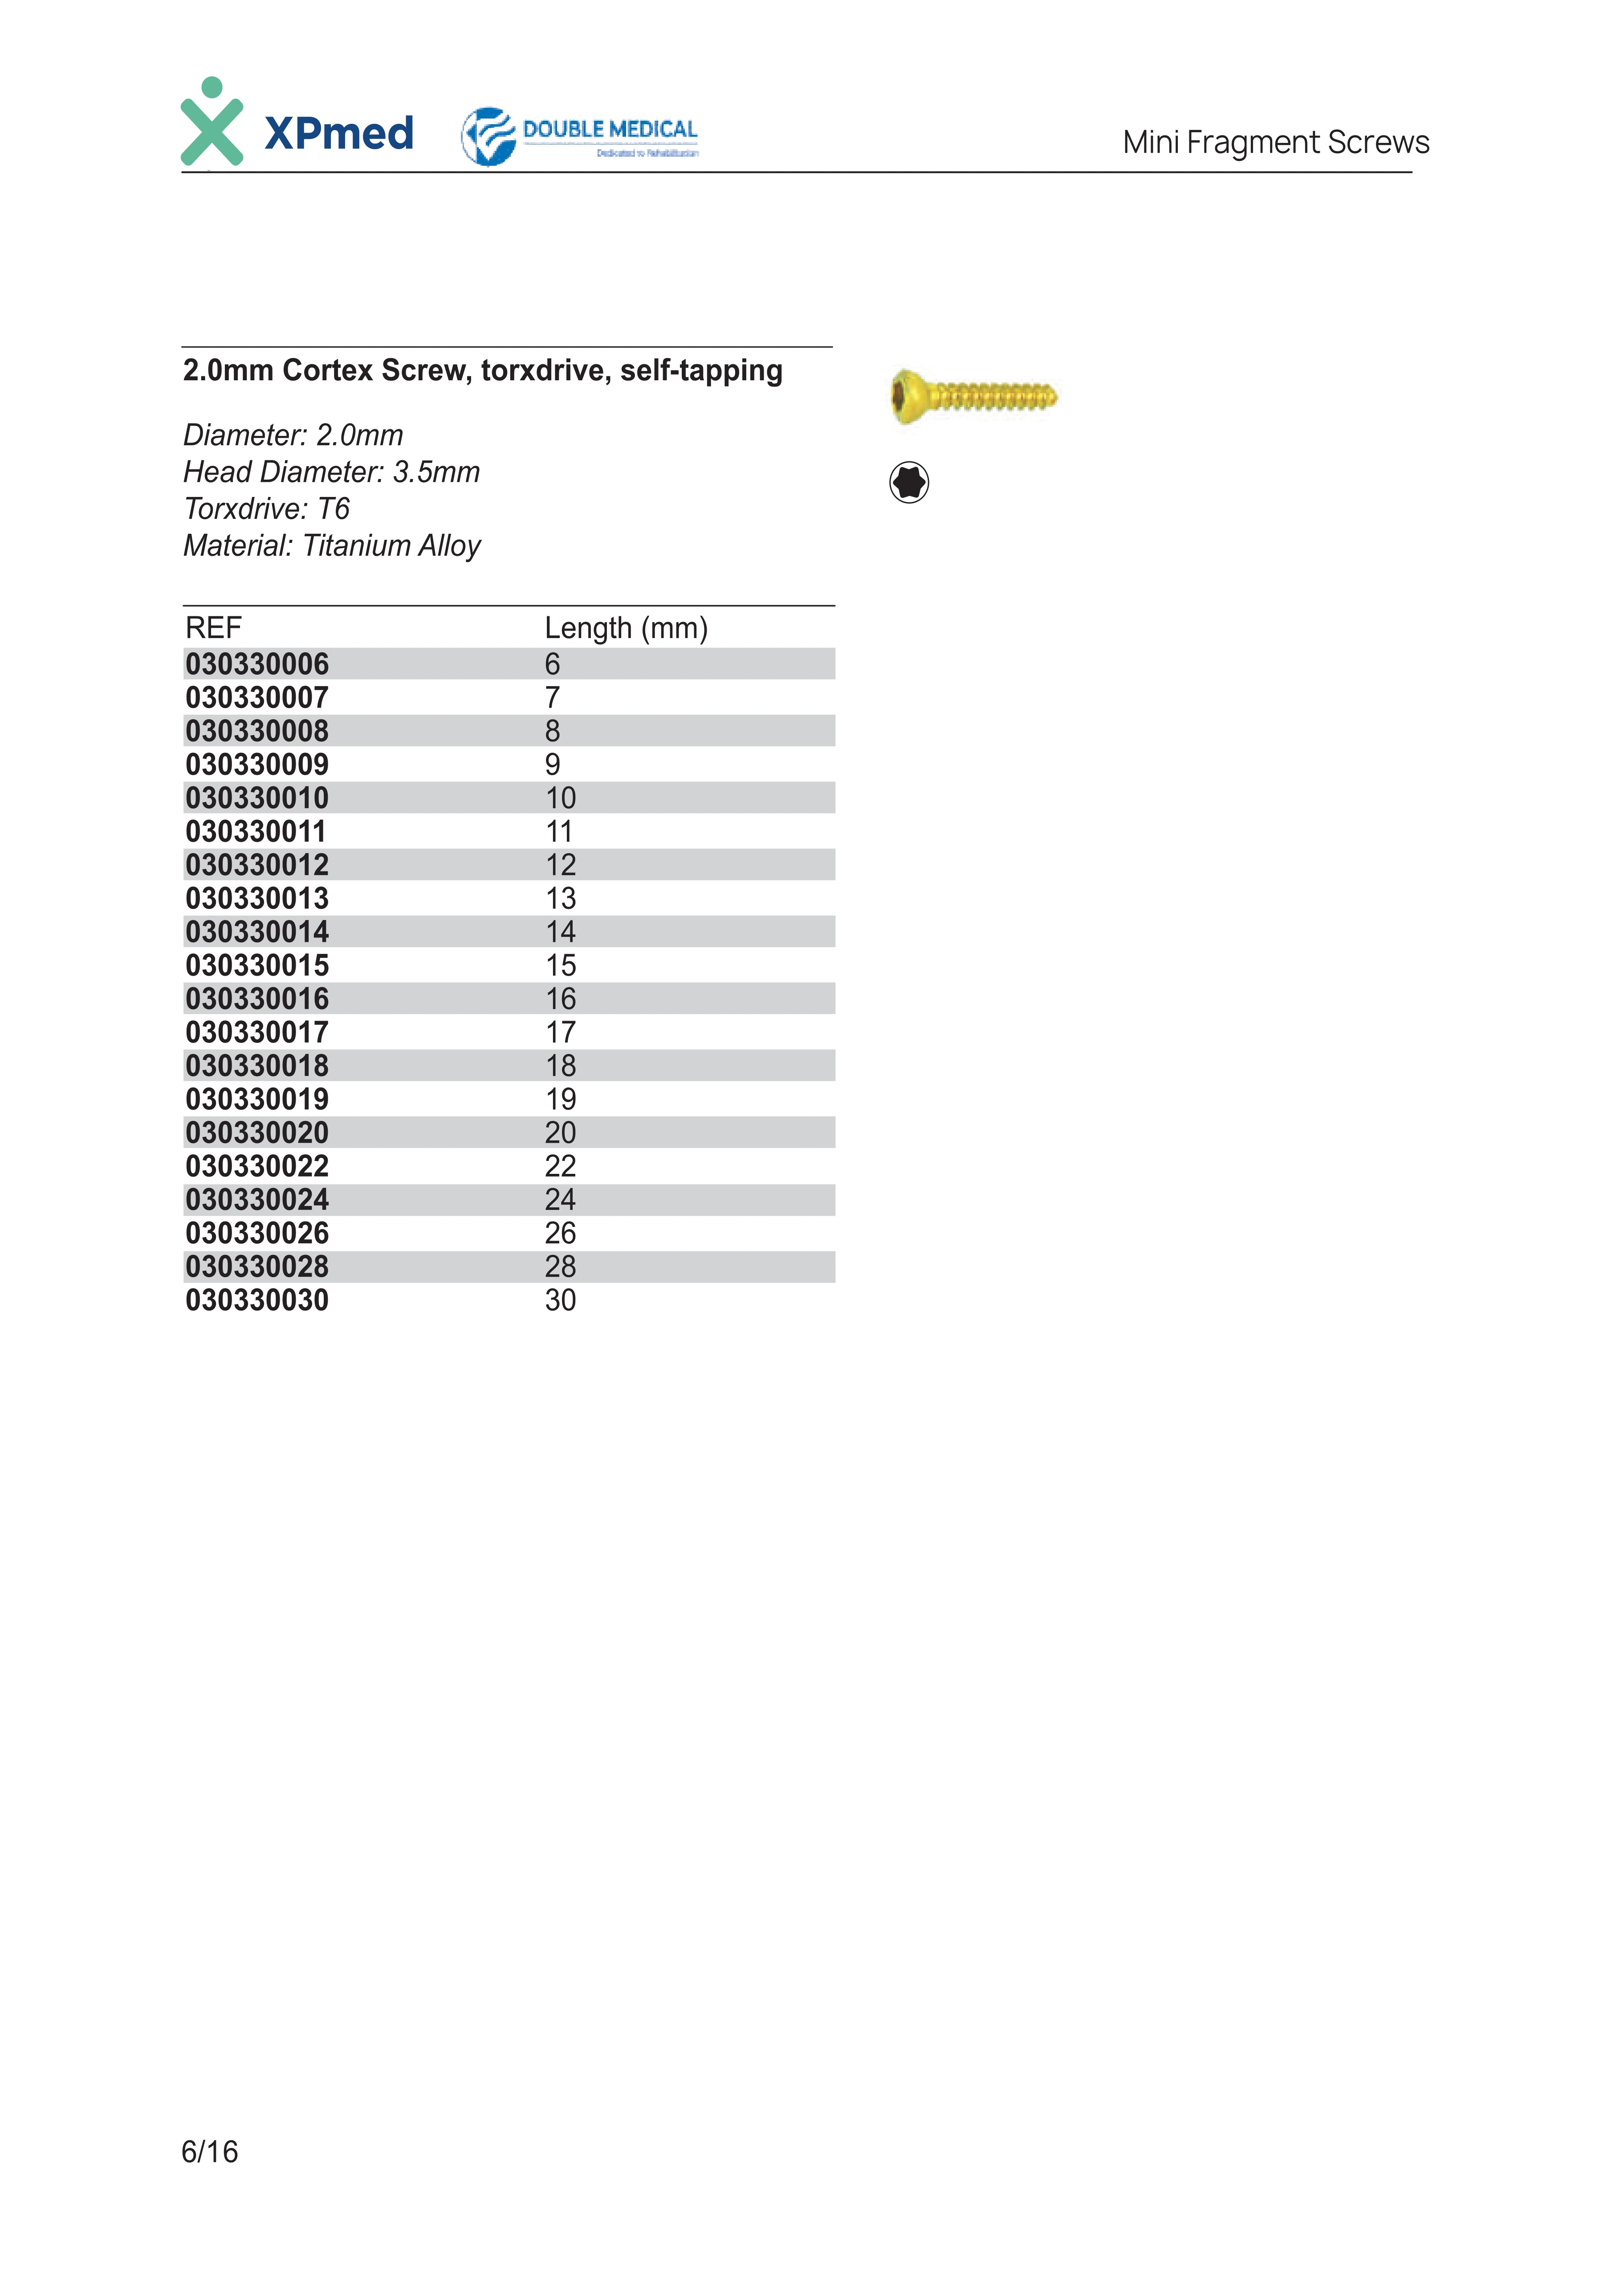 XPmed
DOUBLE MEDICAL
Dedicated to Rehabilitation
Mini Fragment Screws
2.0mm Cortex Screw, torxdrive, self-tapping
Diameter: 2.0mm
Head Diameter: 3.5mm
Torxdrive: T6
Material: Titanium Alloy
REF Length (mm)
030330006 6
030330007 7
030330008 8
030330009 9
030330010 10
030330011 11
030330012 12
030330013 13
030330014 14
030330015 15
030330016 16
030330017 17
030330018 18
030330019 19
030330020 20
030330022 22
030330024 24
030330026 26
030330028 28
030330030 30
6/16